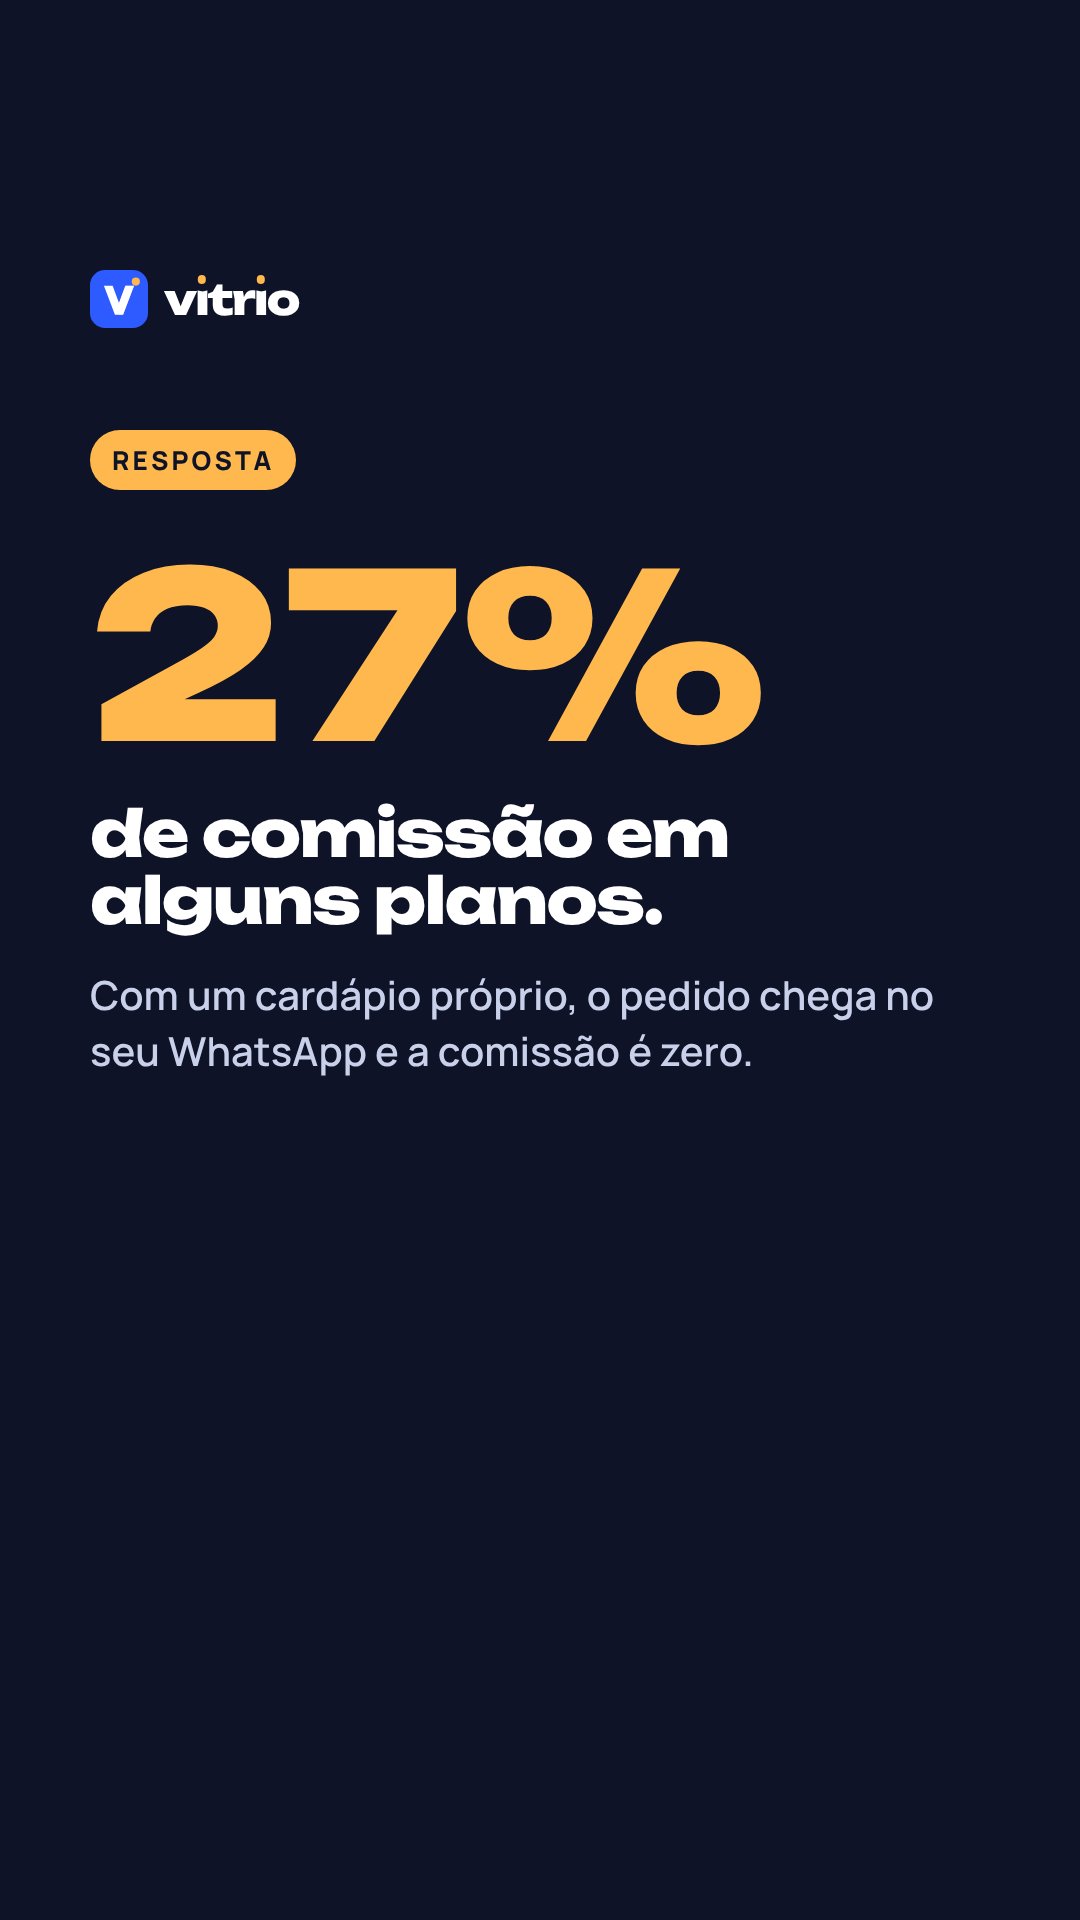 vitrio
RESPOSTA
27%
de comissão em
alguns planos.
Com um cardápio próprio, o pedido chega no
seu WhatsApp e a comissão é zero.